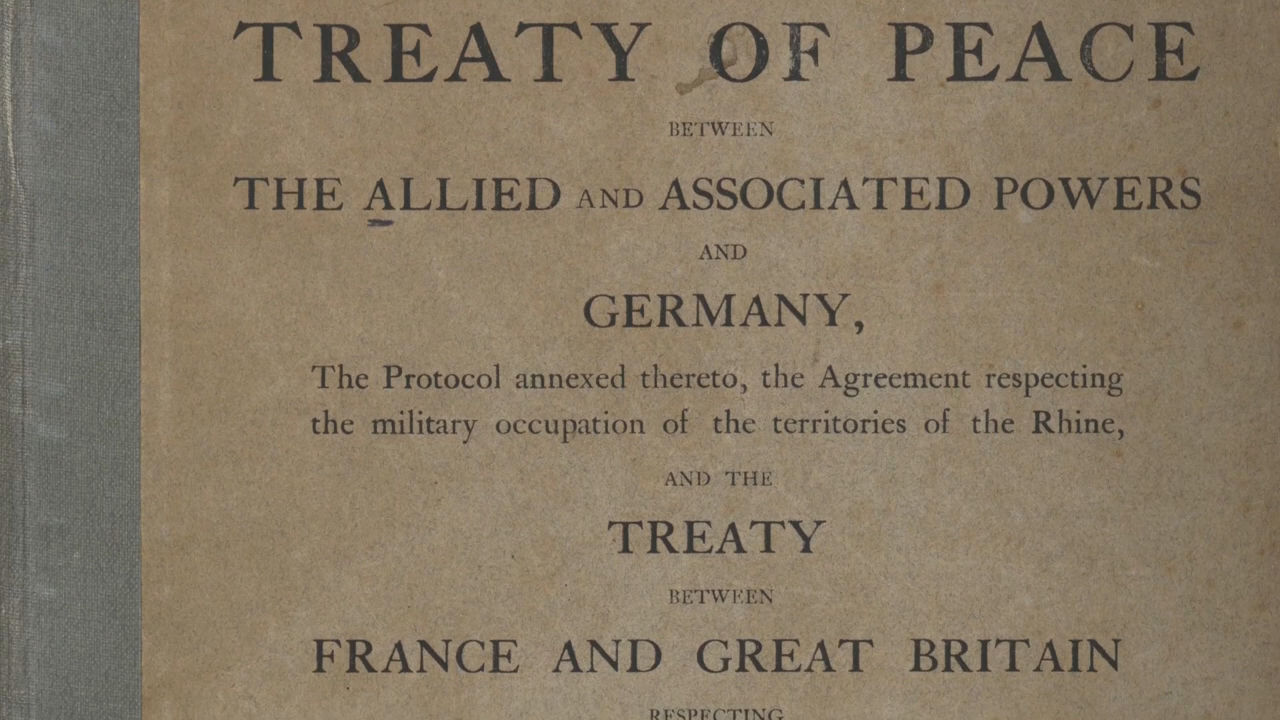 TREATY OF PEACE
BETWEEN
THE ALLIED AND ASSOCIATED POWERS
AND
GERMANY,
The Protocol annexed thereto, the Agreement respecting
the military occupation of the territories of the Rhine,
AND THE
TREATY
BETWEEN
FRANCE AND GREAT BRITAIN
RESPECTING